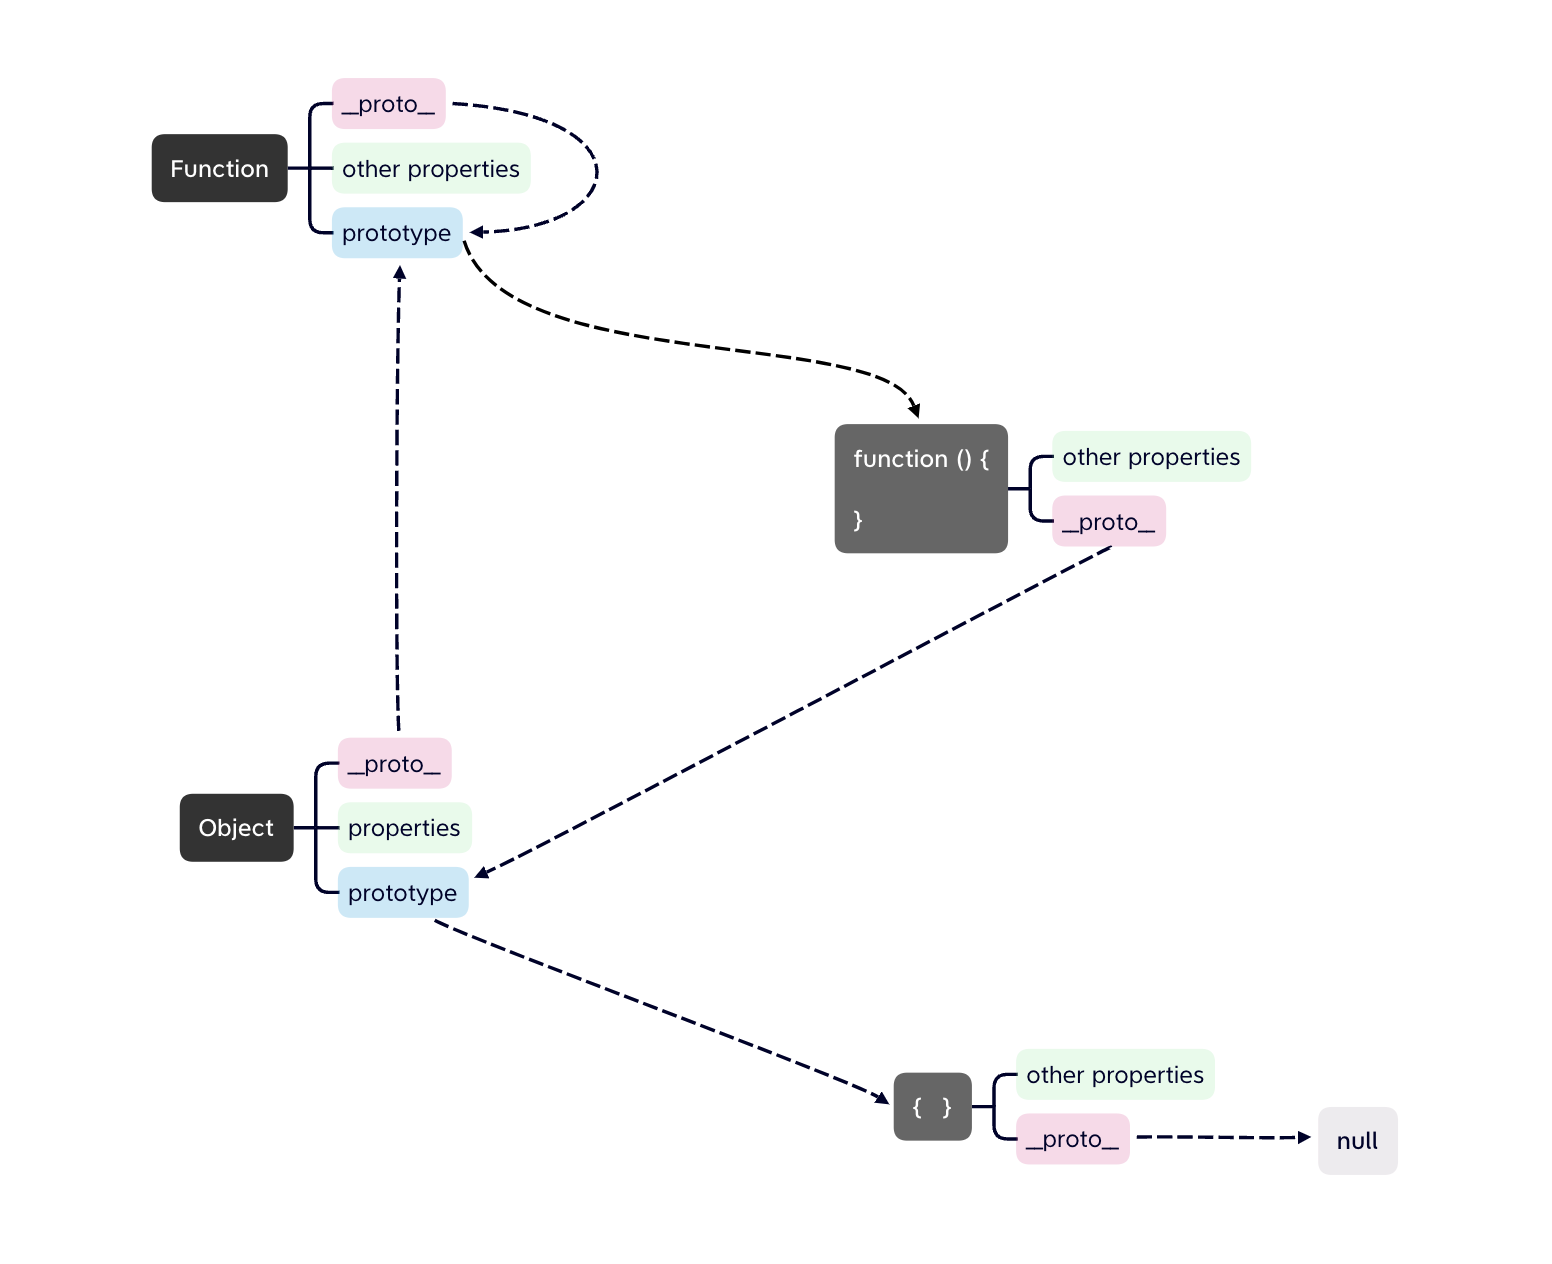 __proto__
Function
other properties
prototype
function () {
}
other properties
__proto__
__proto__
Object
properties
prototype
{ }
other properties
__proto__
null